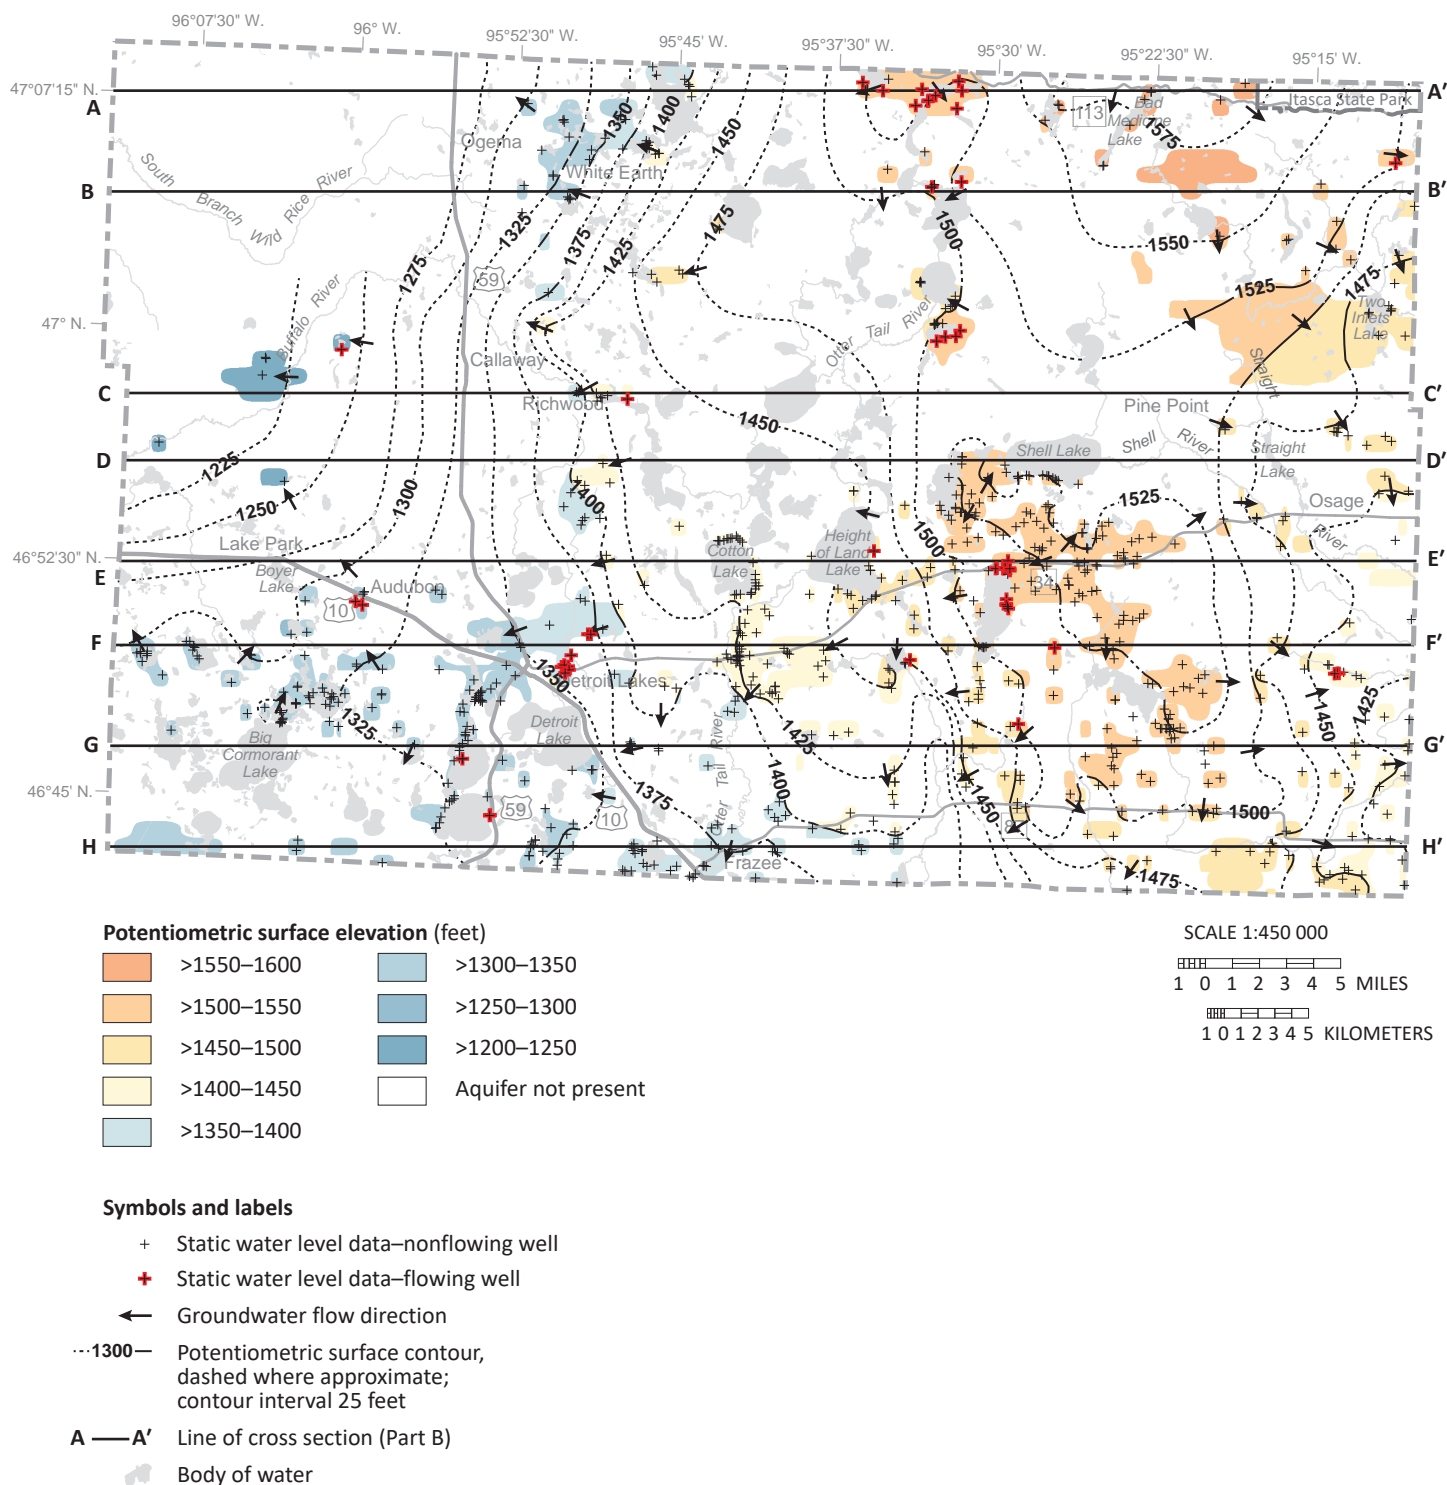 96°07'30" W.
96° W.
95°52'30" W.
95°45' W.
95°37'30" W.
95°30' W.
95°22'30" W.
95°15' W.
47°07'15" N.
A
A′
Itasca State Park
113
Bad
Medicine
Lake
1575
Ogema
1350
1400
1450
White Earth
South
Branch
Wild
Rice
River
B
B′
1325
1375
1425
1475
1500
1550
1275
59
1525
1475
Two
Inlets
Lake
Buffalo
River
47° N.
Otter
Tail
River
Callaway
Straight
C
C′
Richwood
1450
Pine Point
Shell
River
1225
D
D′
Shell Lake
Straight
Lake
1250
1300
1400
1525
Osage
River
Lake Park
1500
Height
of Land
Lake
Cotton
Lake
46°52'30" N.
E
E′
Boyer
Lake
Audubon
10
34
F
F′
1350
Detroit Lakes
1325
Detroit
Lake
Big
Cormorant
Lake
1425
1450
1425
G
G′
Otter
Tail
River
1400
1375
1450
46°45' N.
59
10
1500
H
H′
Frazee
1475
Potentiometric surface elevation (feet)
>1550–1600
>1500–1550
>1450–1500
>1400–1450
>1350–1400
>1300–1350
>1250–1300
>1200–1250
Aquifer not present
SCALE 1:450 000
1 0 1 2 3 4 5 MILES
1 0 1 2 3 4 5 KILOMETERS
Symbols and labels
Static water level data–nonflowing well
Static water level data–flowing well
Groundwater flow direction
1300
Potentiometric surface contour,
dashed where approximate;
contour interval 25 feet
A A′ Line of cross section (Part B)
Body of water